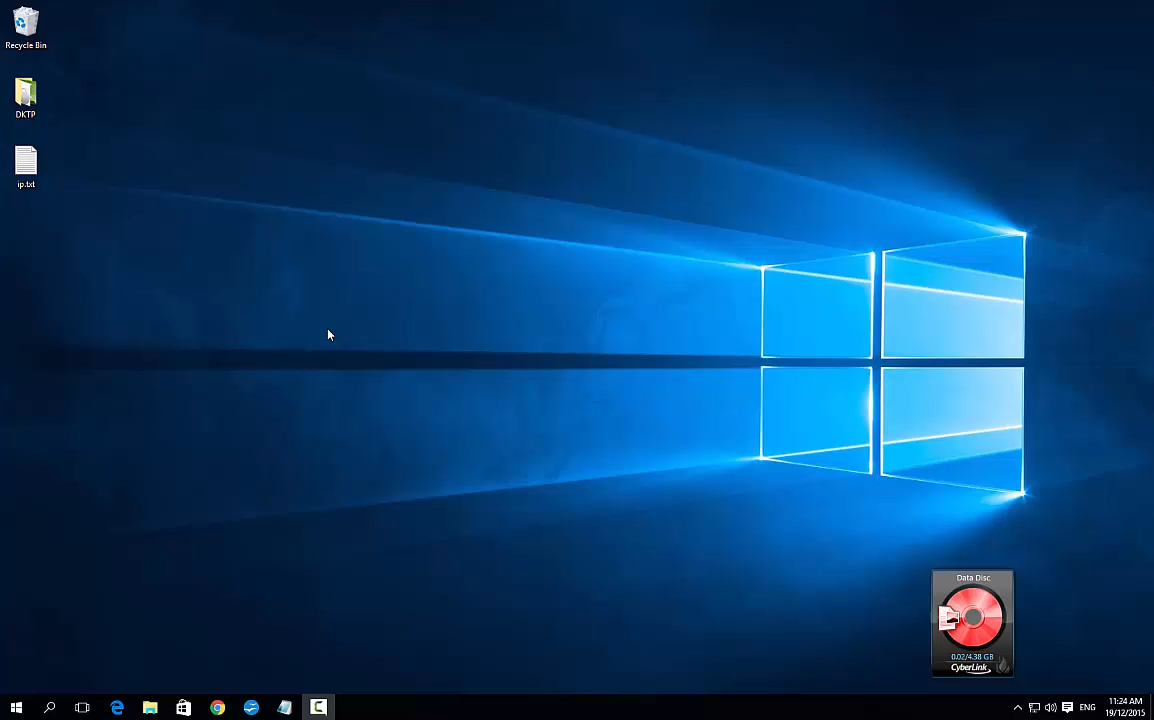 Recycle Bin
DKTP
ip.txt
Data Disc
0.02/4.38 GB
CyberLink
ENG
11:24 AM
19/12/2015